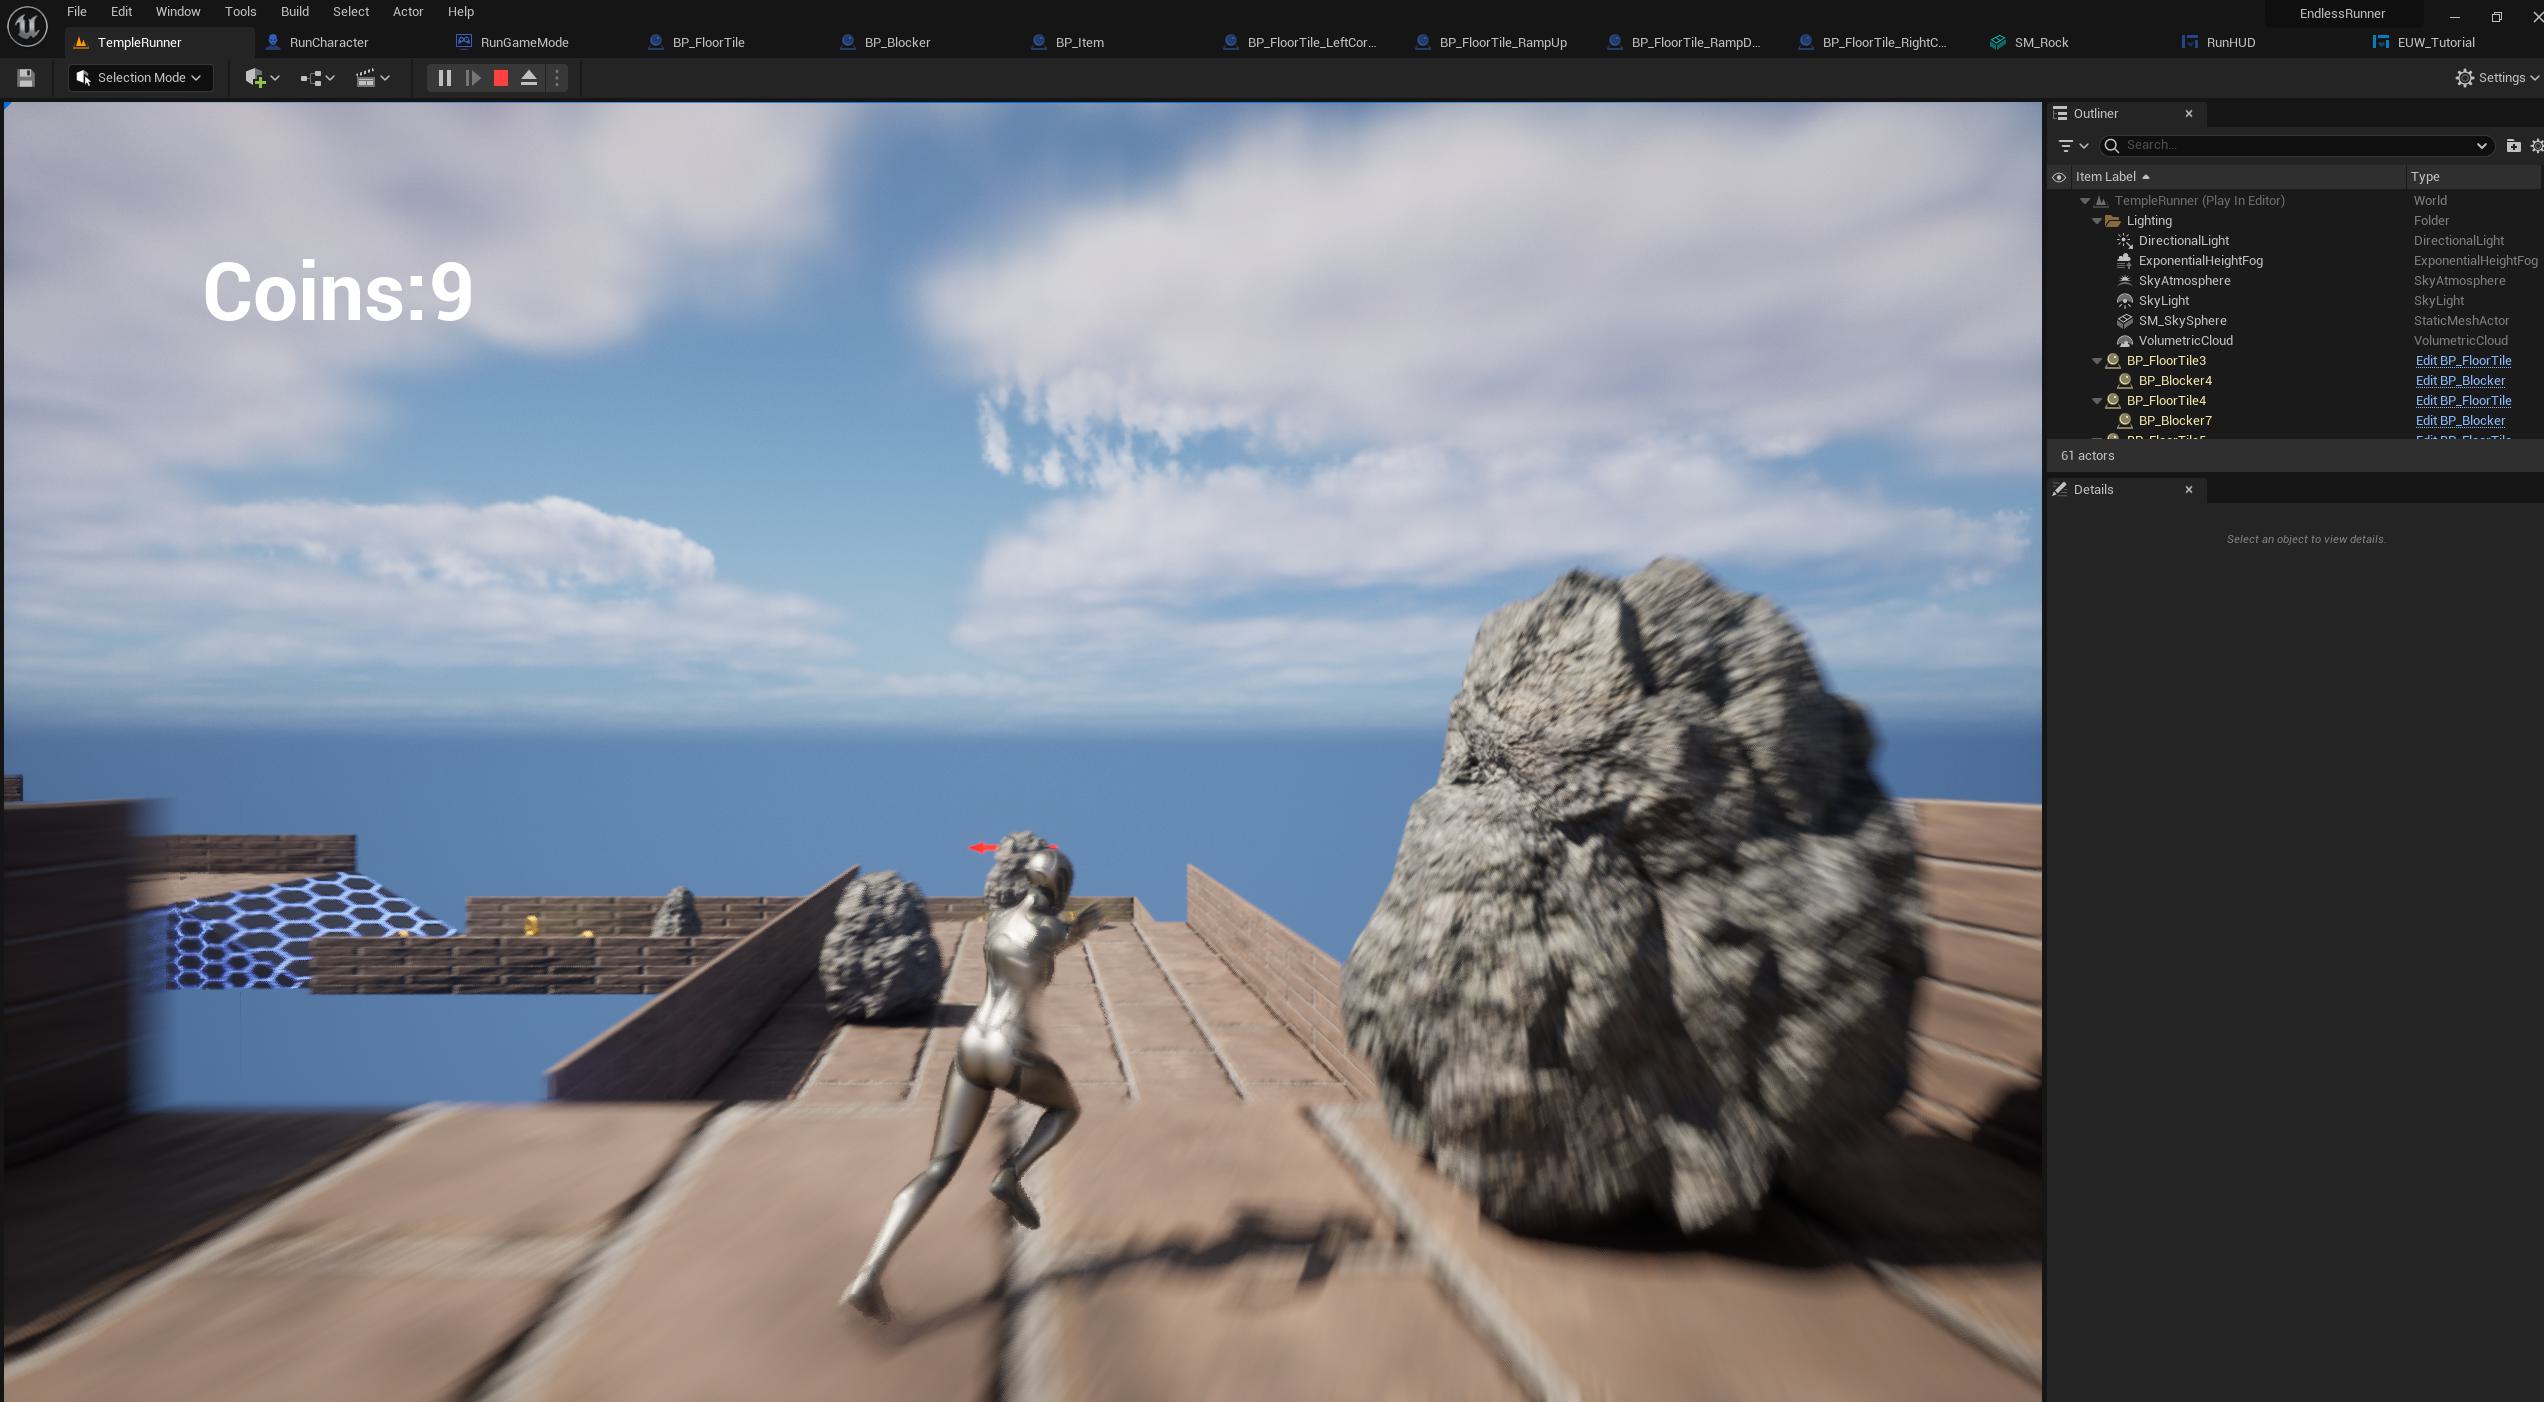 File Edit Window Tools Build Select Actor Help
EndlessRunner
TempleRunner RunCharacter RunGameMode BP_FloorTile BP_Blocker BP_Item BP_FloorTile_LeftCor... BP_FloorTile_RampUp BP_FloorTile_RampD... BP_FloorTile_RightC... SM_Rock RunHUD EUW_Tutorial
Selection Mode
Settings
Coins:9
Outliner
Search...
Item Label Type
TempleRunner (Play In Editor) World
Lighting Folder
DirectionalLight DirectionalLight
ExponentialHeightFog ExponentialHeightFog
SkyAtmosphere SkyAtmosphere
SkyLight SkyLight
SM_SkySphere StaticMeshActor
VolumetricCloud VolumetricCloud
BP_FloorTile3 Edit BP_FloorTile
BP_Blocker4 Edit BP_Blocker
BP_FloorTile4 Edit BP_FloorTile
BP_Blocker7 Edit BP_Blocker
61 actors
Details
Select an object to view details.